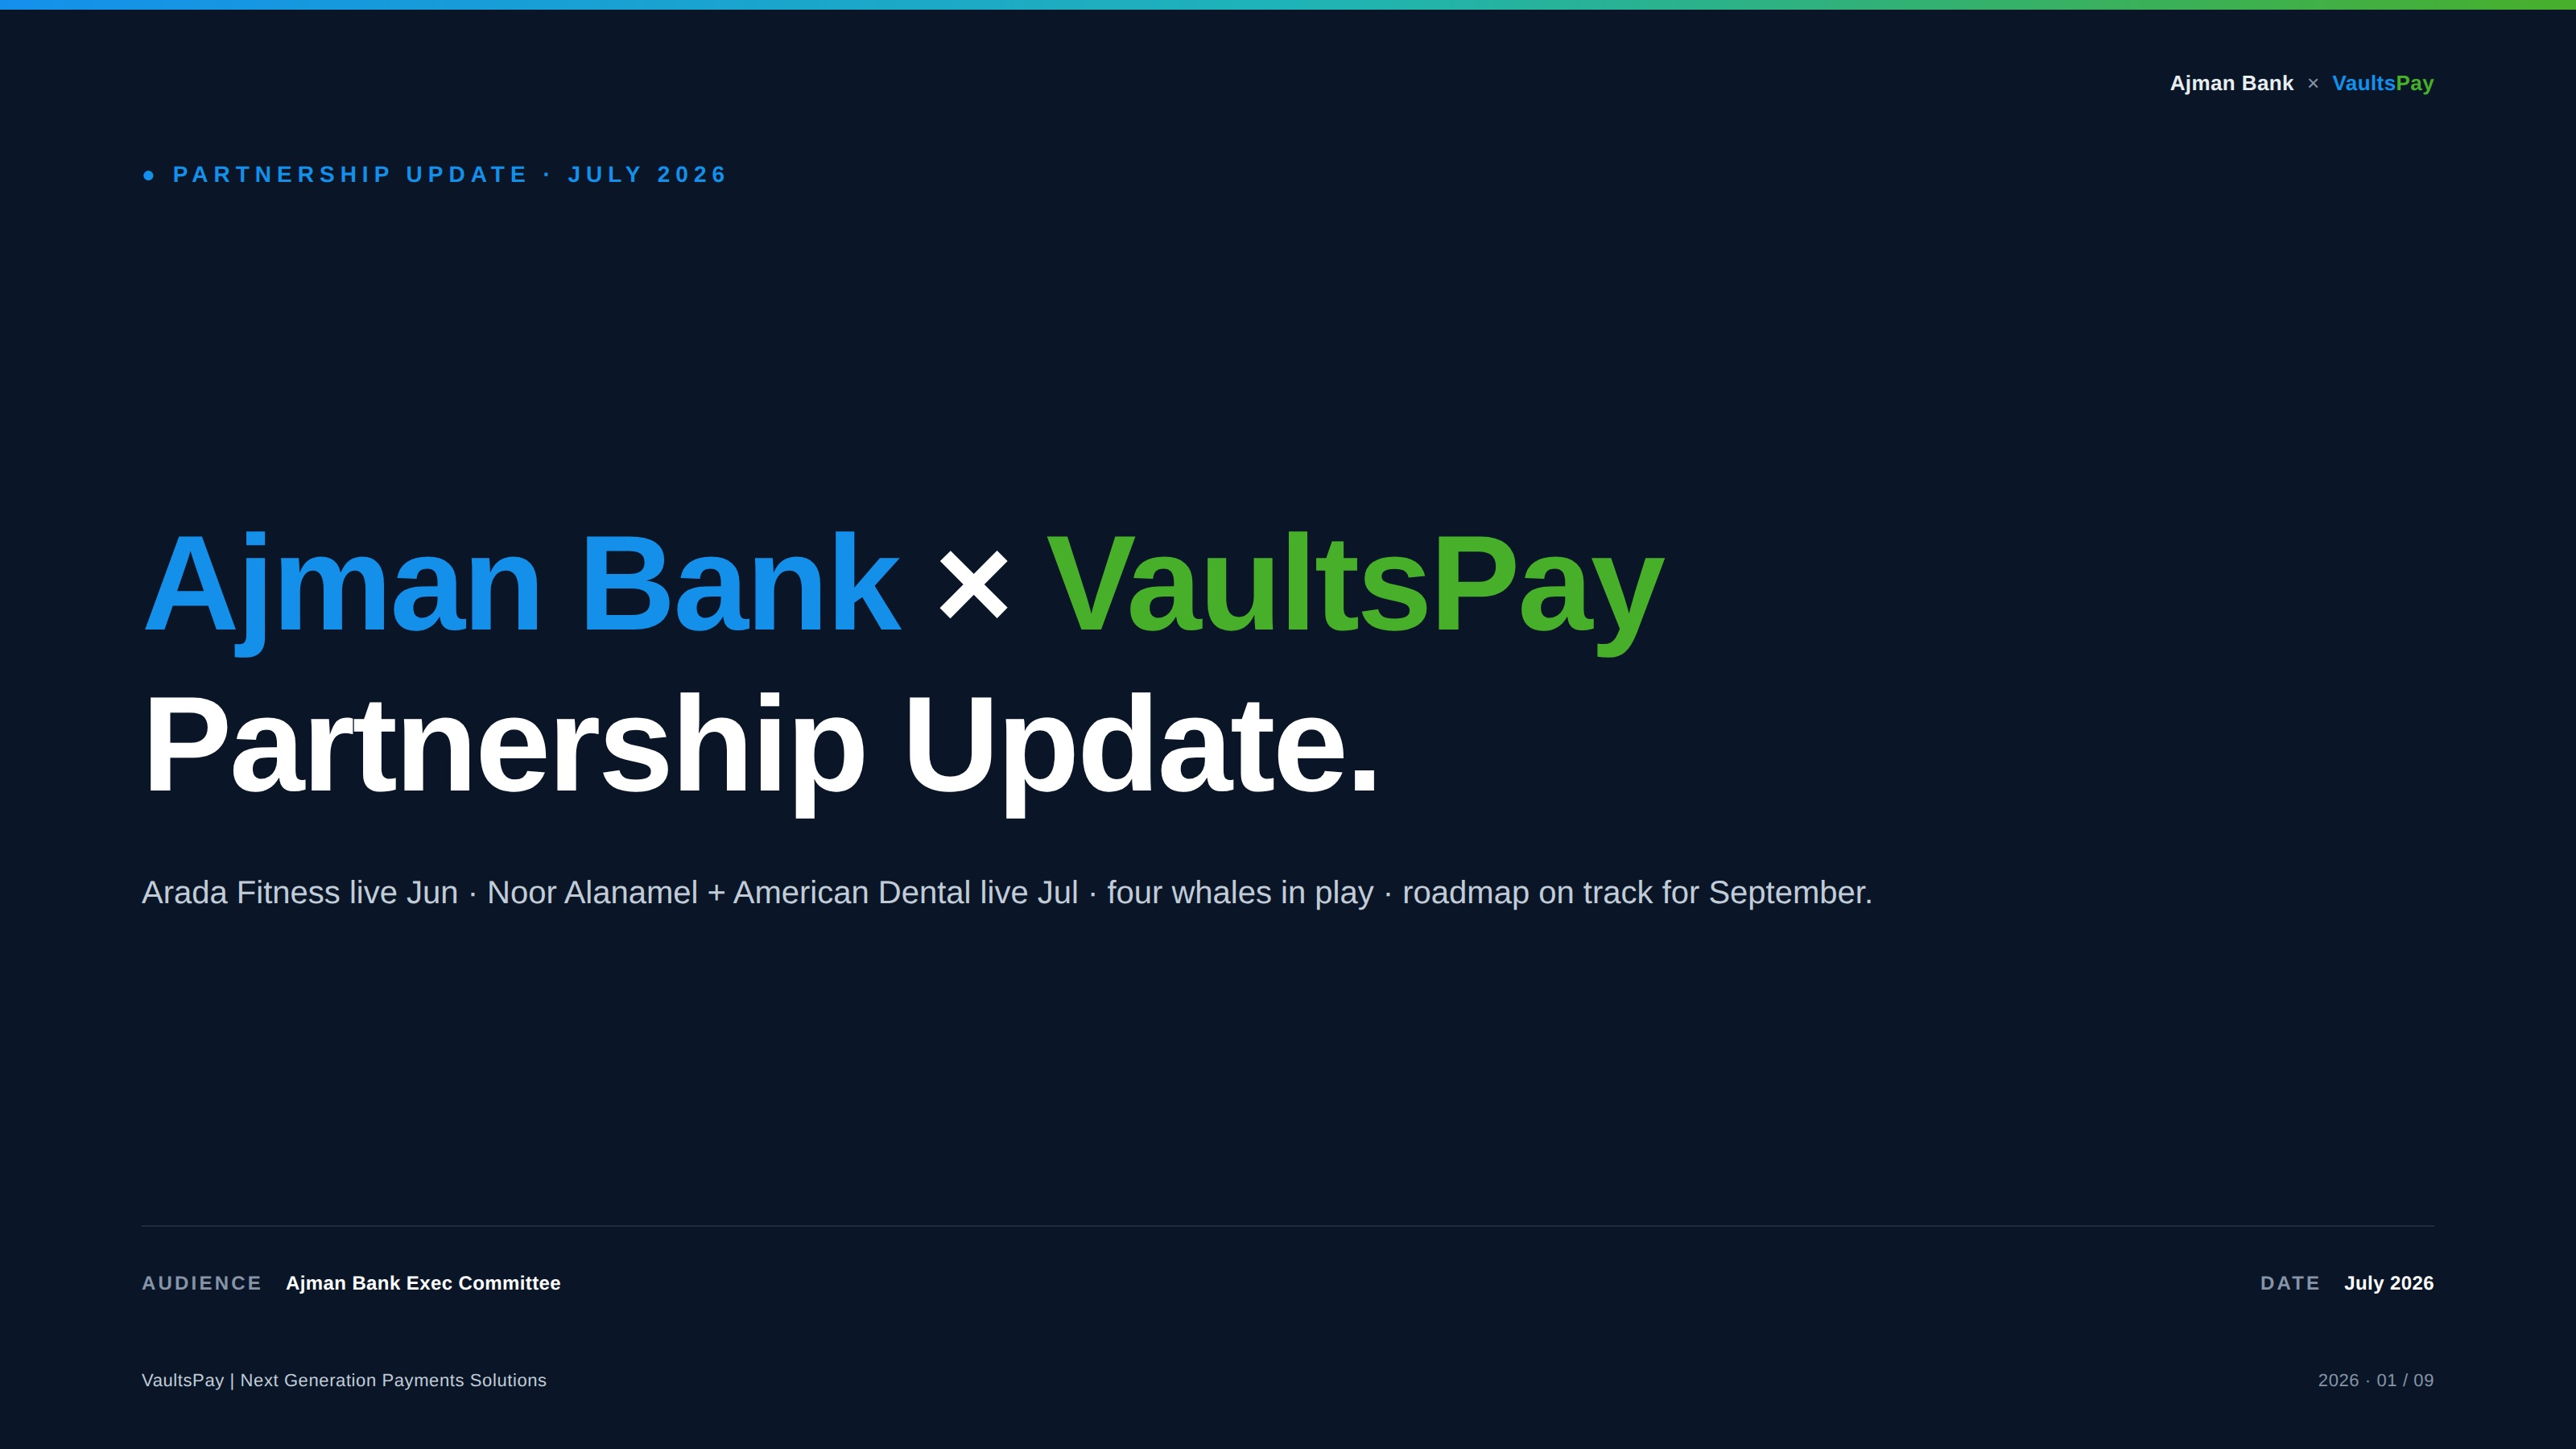 Ajman Bank × VaultsPay
● PARTNERSHIP UPDATE · JULY 2026
Ajman Bank × VaultsPay
Partnership Update.
Arada Fitness live Jun · Noor Alanamel + American Dental live Jul · four whales in play · roadmap on track for September.
AUDIENCE Ajman Bank Exec Committee
DATE July 2026
VaultsPay | Next Generation Payments Solutions
2026 · 01 / 09